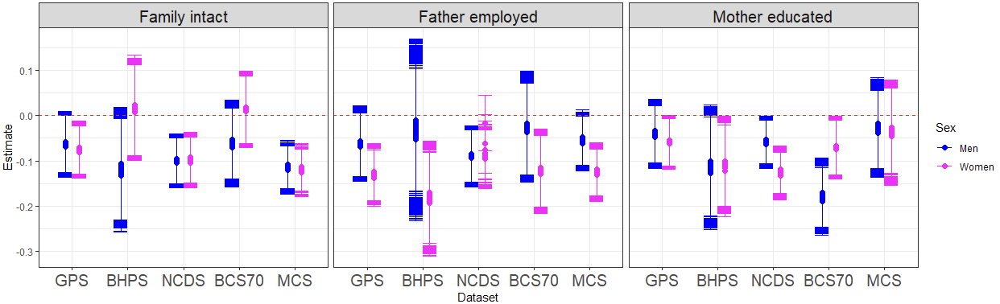 Family intact
Father employed
Mother educated
Estimate
0.1
0.0
-0.1
-0.2
-0.3
GPS BHPS NCDS BCS70 MCS
GPS BHPS NCDS BCS70 MCS
GPS BHPS NCDS BCS70 MCS
Dataset
Sex
Men
Women